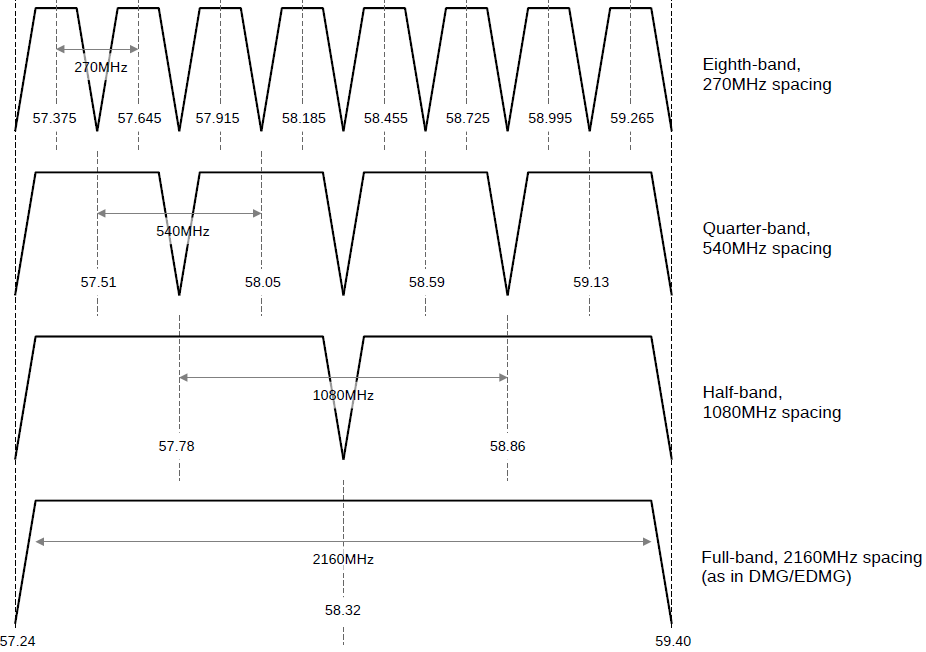 Eighth-band,
270MHz spacing
270MHz
57.375 57.645 57.915 58.185 58.455 58.725 58.995 59.265
Quarter-band,
540MHz spacing
540MHz
57.51 58.05 58.59 59.13
Half-band,
1080MHz spacing
1080MHz
57.78 58.86
Full-band, 2160MHz spacing
(as in DMG/EDMG)
2160MHz
58.32
57.24 59.40